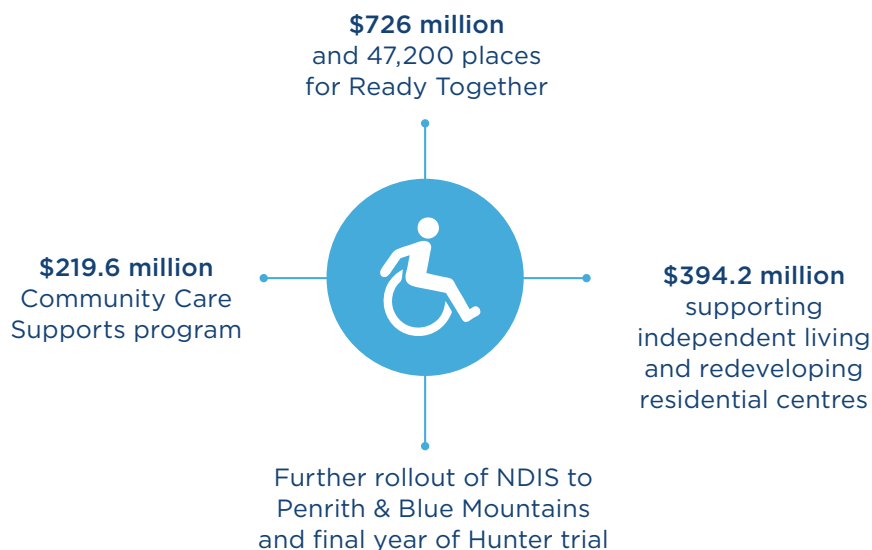 $726 million
and 47,200 places
for Ready Together
$219.6 million
Community Care
Supports program
$394.2 million
supporting
independent living
and redeveloping
residential centres
Further rollout of NDIS to
Penrith & Blue Mountains
and final year of Hunter trial